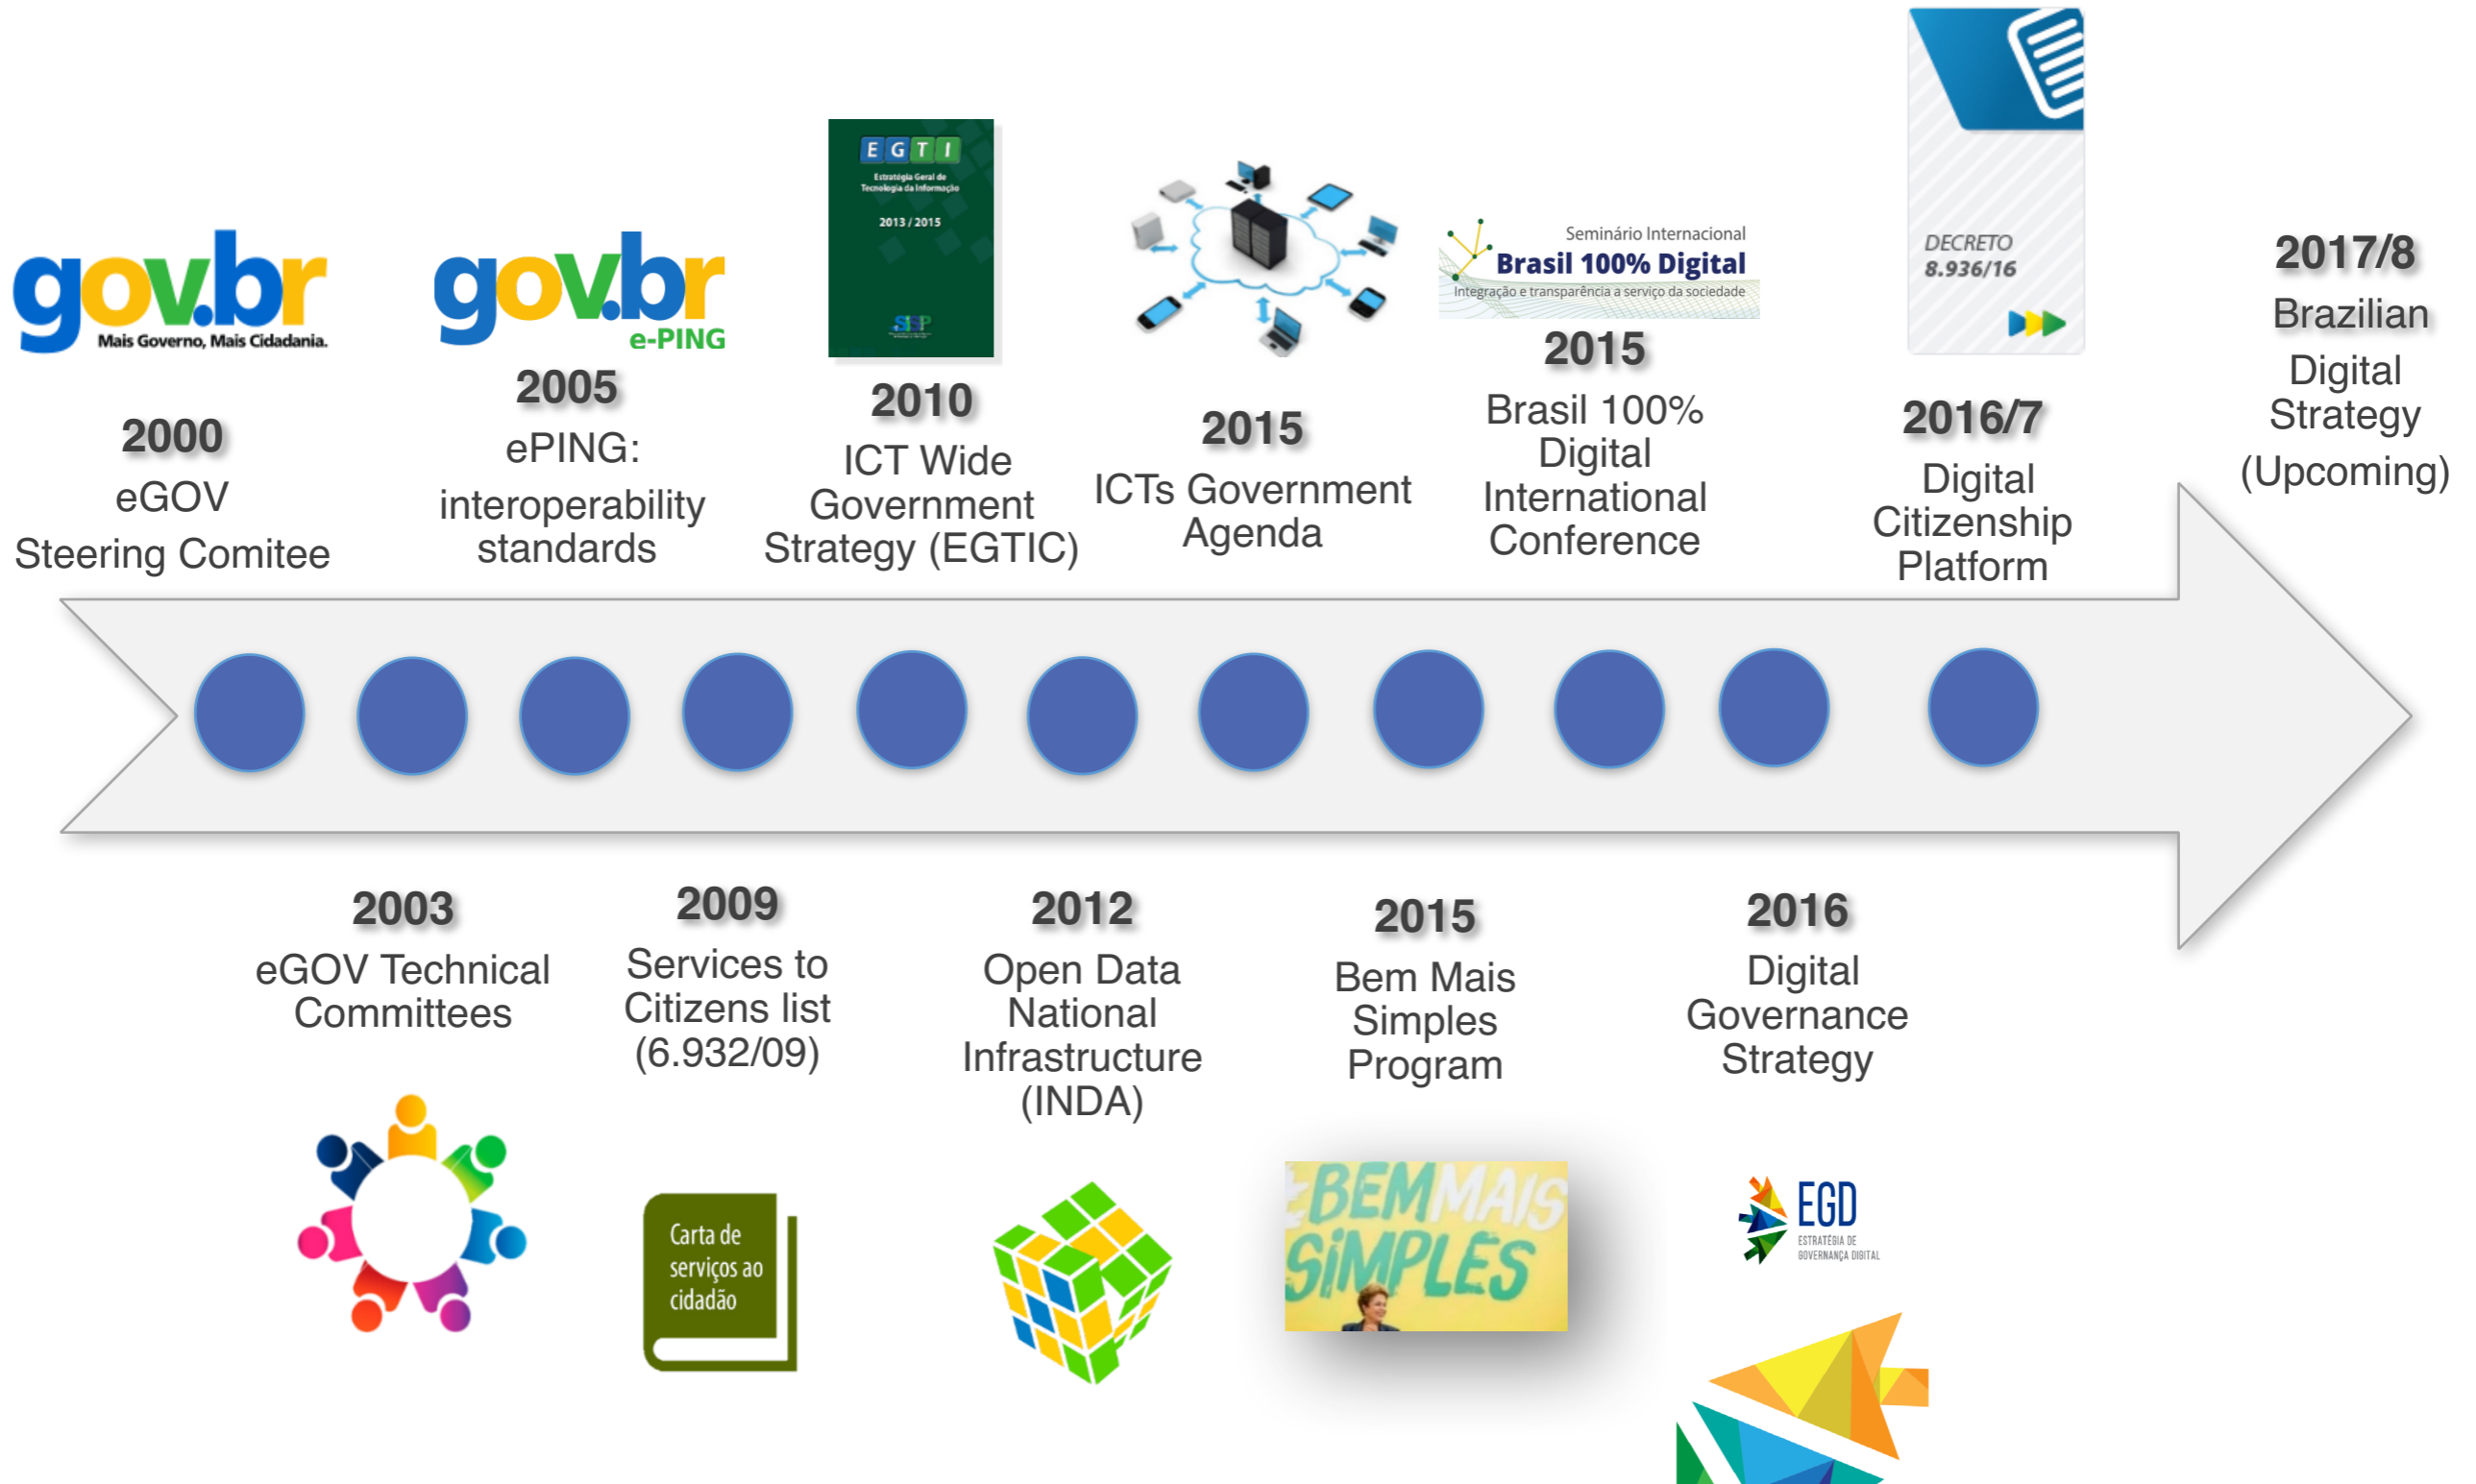 gov.br
Mais Governo, Mais Cidadania.
2000
eGOV
Steering Comitee
gov.br
e-PING
2005
ePING:
interoperability
standards
EGTI
Estratégia Geral de
Tecnologia da Informação
2013 / 2015
SISP
2010
ICT Wide
Government
Strategy (EGTIC)
2015
ICTs Government
Agenda
Seminário Internacional
Brasil 100% Digital
Integração e transparência a serviço da sociedade
2015
Brasil 100%
Digital
International
Conference
DECRETO
8.936/16
2016/7
Digital
Citizenship
Platform
2017/8
Brazilian
Digital
Strategy
(Upcoming)
2003
eGOV Technical
Committees
2009
Services to
Citizens list
(6.932/09)
Carta de
serviços ao
cidadão
2012
Open Data
National
Infrastructure
(INDA)
2015
Bem Mais
Simples
Program
BEM MAIS
SIMPLES
2016
Digital
Governance
Strategy
EGD
ESTRATÉGIA DE
GOVERNANÇA DIGITAL